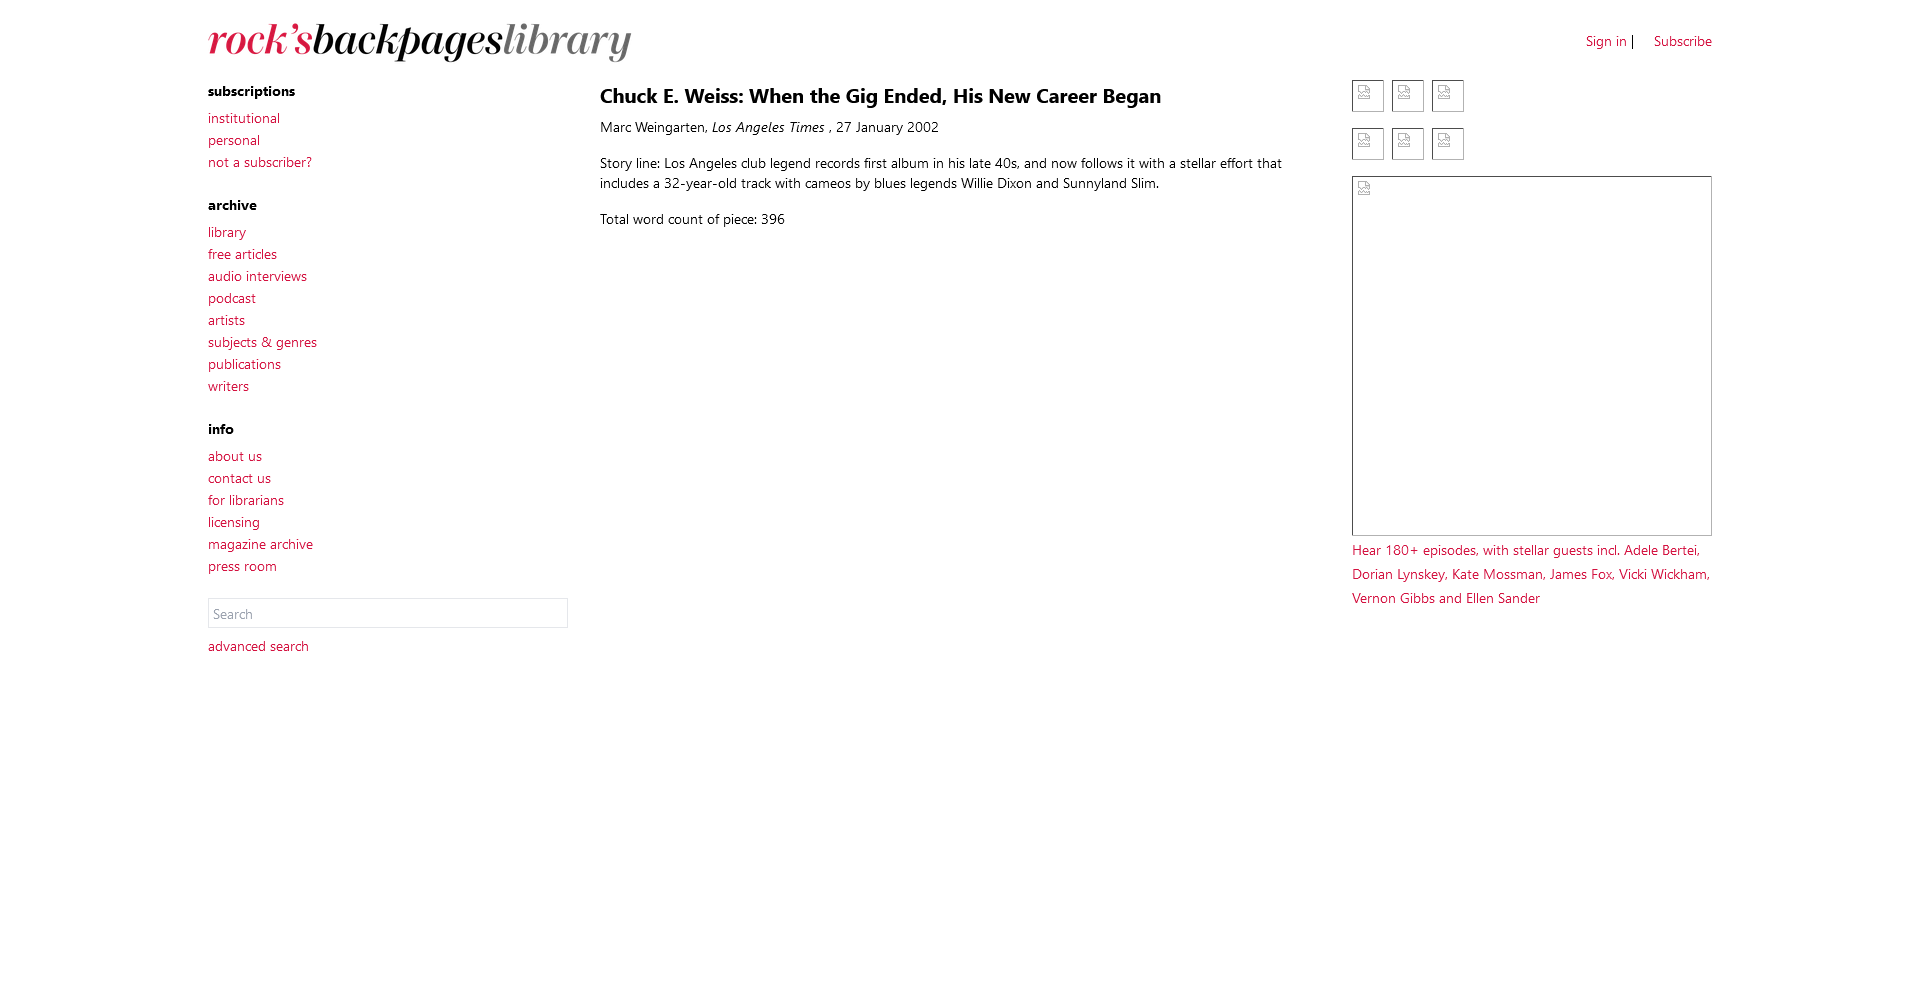 rock'sbackpageslibrary
Sign in | Subscribe
subscriptions
institutional
personal
not a subscriber?
archive
library
free articles
audio interviews
podcast
artists
subjects & genres
publications
writers
info
about us
contact us
for librarians
licensing
magazine archive
press room
Search
advanced search
Chuck E. Weiss: When the Gig Ended, His New Career Began
Marc Weingarten, Los Angeles Times , 27 January 2002
Story line: Los Angeles club legend records first album in his late 40s, and now follows it with a stellar effort that
includes a 32-year-old track with cameos by blues legends Willie Dixon and Sunnyland Slim.
Total word count of piece: 396
Hear 180+ episodes, with stellar guests incl. Adele Bertei,
Dorian Lynskey, Kate Mossman, James Fox, Vicki Wickham,
Vernon Gibbs and Ellen Sander